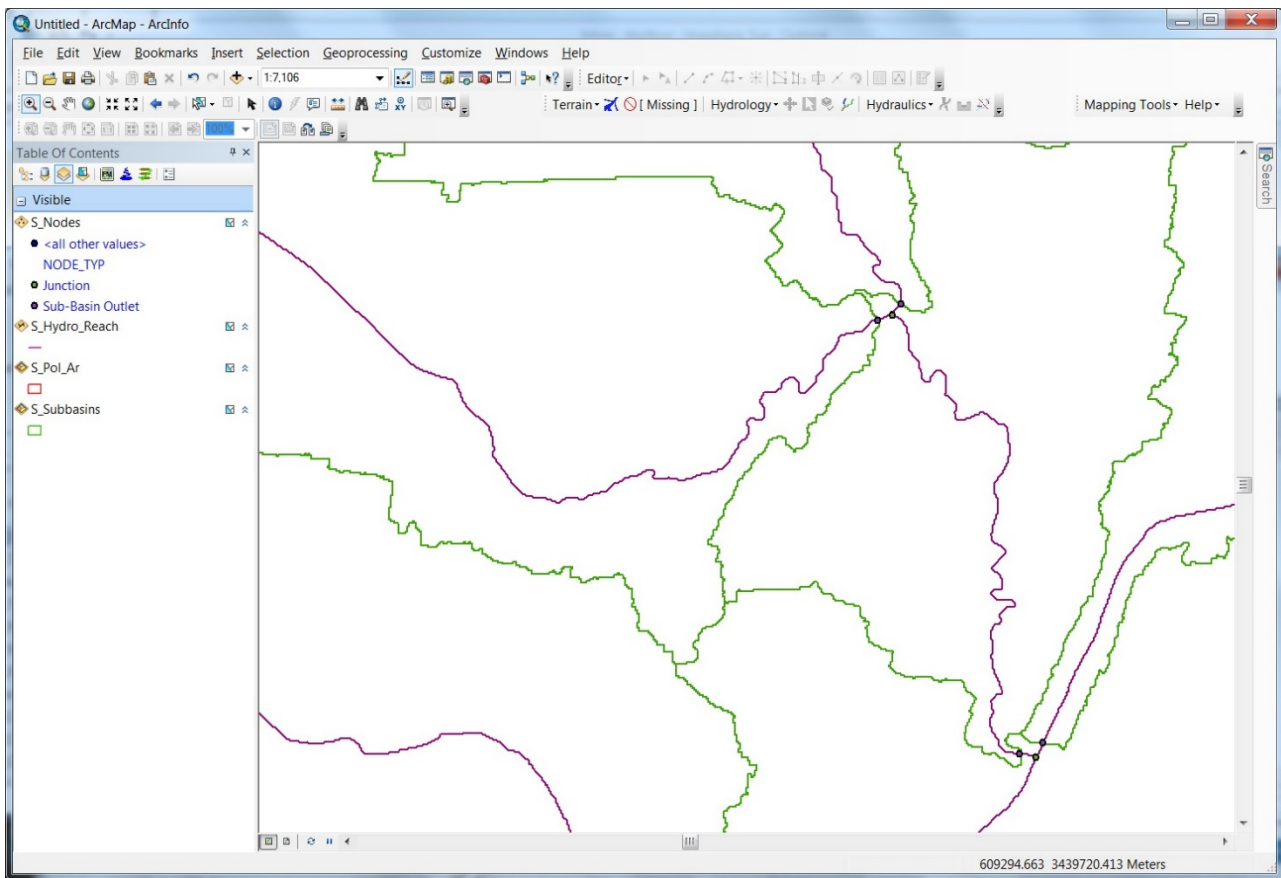 Untitled - ArcMap - ArcInfo
File Edit View Bookmarks Insert Selection Geoprocessing Customize Windows Help
1:7,106
Editor
Terrain
[ Missing ]
Hydrology
Hydraulics
Mapping Tools
Help
100%
Table Of Contents
Visible
S_Nodes
<all other values>
NODE_TYP
Junction
Sub-Basin Outlet
S_Hydro_Reach
S_Pol_Ar
S_Subbasins
Search
609294.663 3439720.413 Meters